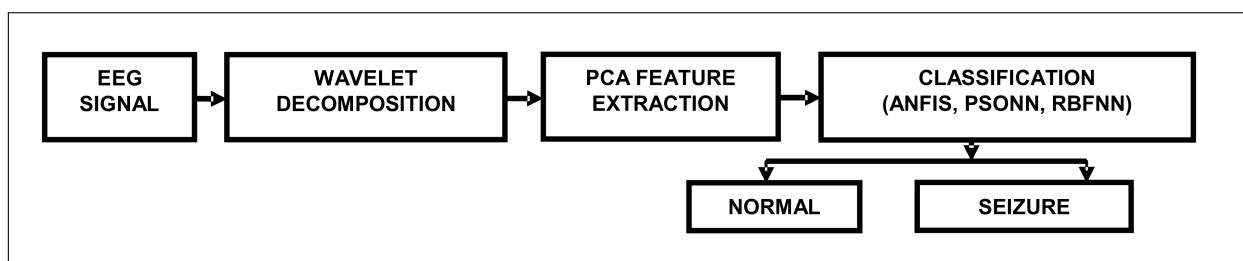 EEG
SIGNAL
WAVELET
DECOMPOSITION
PCA FEATURE
EXTRACTION
CLASSIFICATION
(ANFIS, PSONN, RBFNN)
NORMAL
SEIZURE